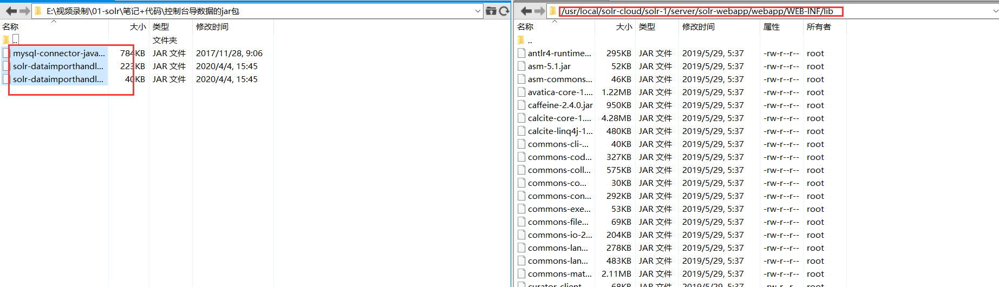 E:\视频录制\01-solr\笔记+代码\控制台导数据的jar包
名称 大小 类型 修改时间
.. 文件夹
mysql-connector-java... 784KB JAR 文件 2017/11/28, 9:06
solr-dataimporthandl... 223KB JAR 文件 2020/4/4, 15:45
solr-dataimporthandl... 40KB JAR 文件 2020/4/4, 15:45
/usr/local/solr-cloud/solr-1/server/solr-webapp/webapp/WEB-INF/lib
名称 大小 类型 修改时间 属性 所有者
..
antlr4-runtime... 295KB JAR 文件 2019/5/29, 5:37 -rw-r--r-- root
asm-5.1.jar 52KB JAR 文件 2019/5/29, 5:37 -rw-r--r-- root
asm-commons... 46KB JAR 文件 2019/5/29, 5:37 -rw-r--r-- root
avatica-core-1.... 1.22MB JAR 文件 2019/5/29, 5:37 -rw-r--r-- root
caffeine-2.4.0.jar 950KB JAR 文件 2019/5/29, 5:37 -rw-r--r-- root
calcite-core-1.... 4.28MB JAR 文件 2019/5/29, 5:37 -rw-r--r-- root
calcite-linq4j-1... 480KB JAR 文件 2019/5/29, 5:37 -rw-r--r-- root
commons-cli-... 40KB JAR 文件 2019/5/29, 5:37 -rw-r--r-- root
commons-cod... 327KB JAR 文件 2019/5/29, 5:37 -rw-r--r-- root
commons-coll... 575KB JAR 文件 2019/5/29, 5:37 -rw-r--r-- root
commons-co... 30KB JAR 文件 2019/5/29, 5:37 -rw-r--r-- root
commons-con... 292KB JAR 文件 2019/5/29, 5:37 -rw-r--r-- root
commons-exe... 53KB JAR 文件 2019/5/29, 5:37 -rw-r--r-- root
commons-file... 69KB JAR 文件 2019/5/29, 5:37 -rw-r--r-- root
commons-io-2... 204KB JAR 文件 2019/5/29, 5:37 -rw-r--r-- root
commons-lan... 278KB JAR 文件 2019/5/29, 5:37 -rw-r--r-- root
commons-lan... 483KB JAR 文件 2019/5/29, 5:37 -rw-r--r-- root
commons-mat... 2.11MB JAR 文件 2019/5/29, 5:37 -rw-r--r-- root
curator-client 68KB JAR 文件 2019/5/29, 5:37 -rw-r--r-- root